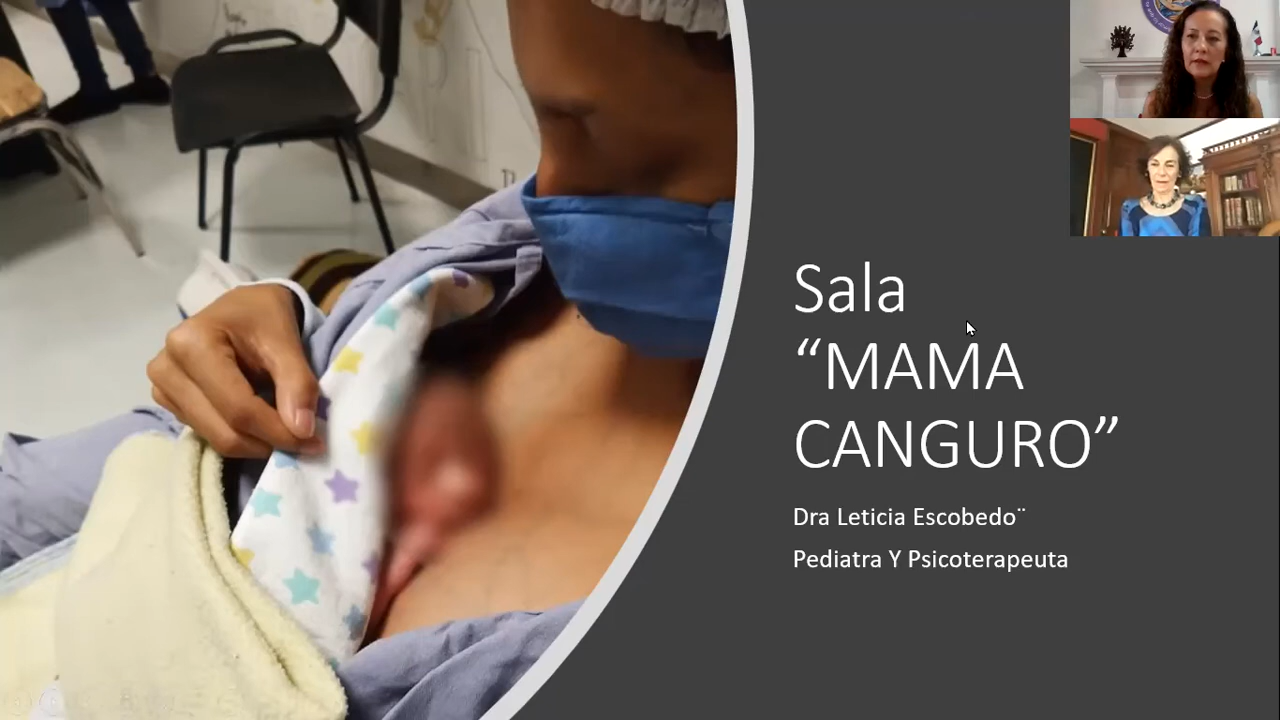 Sala
“MAMA
CANGURO”
Dra Leticia Escobedo¨
Pediatra Y Psicoterapeuta